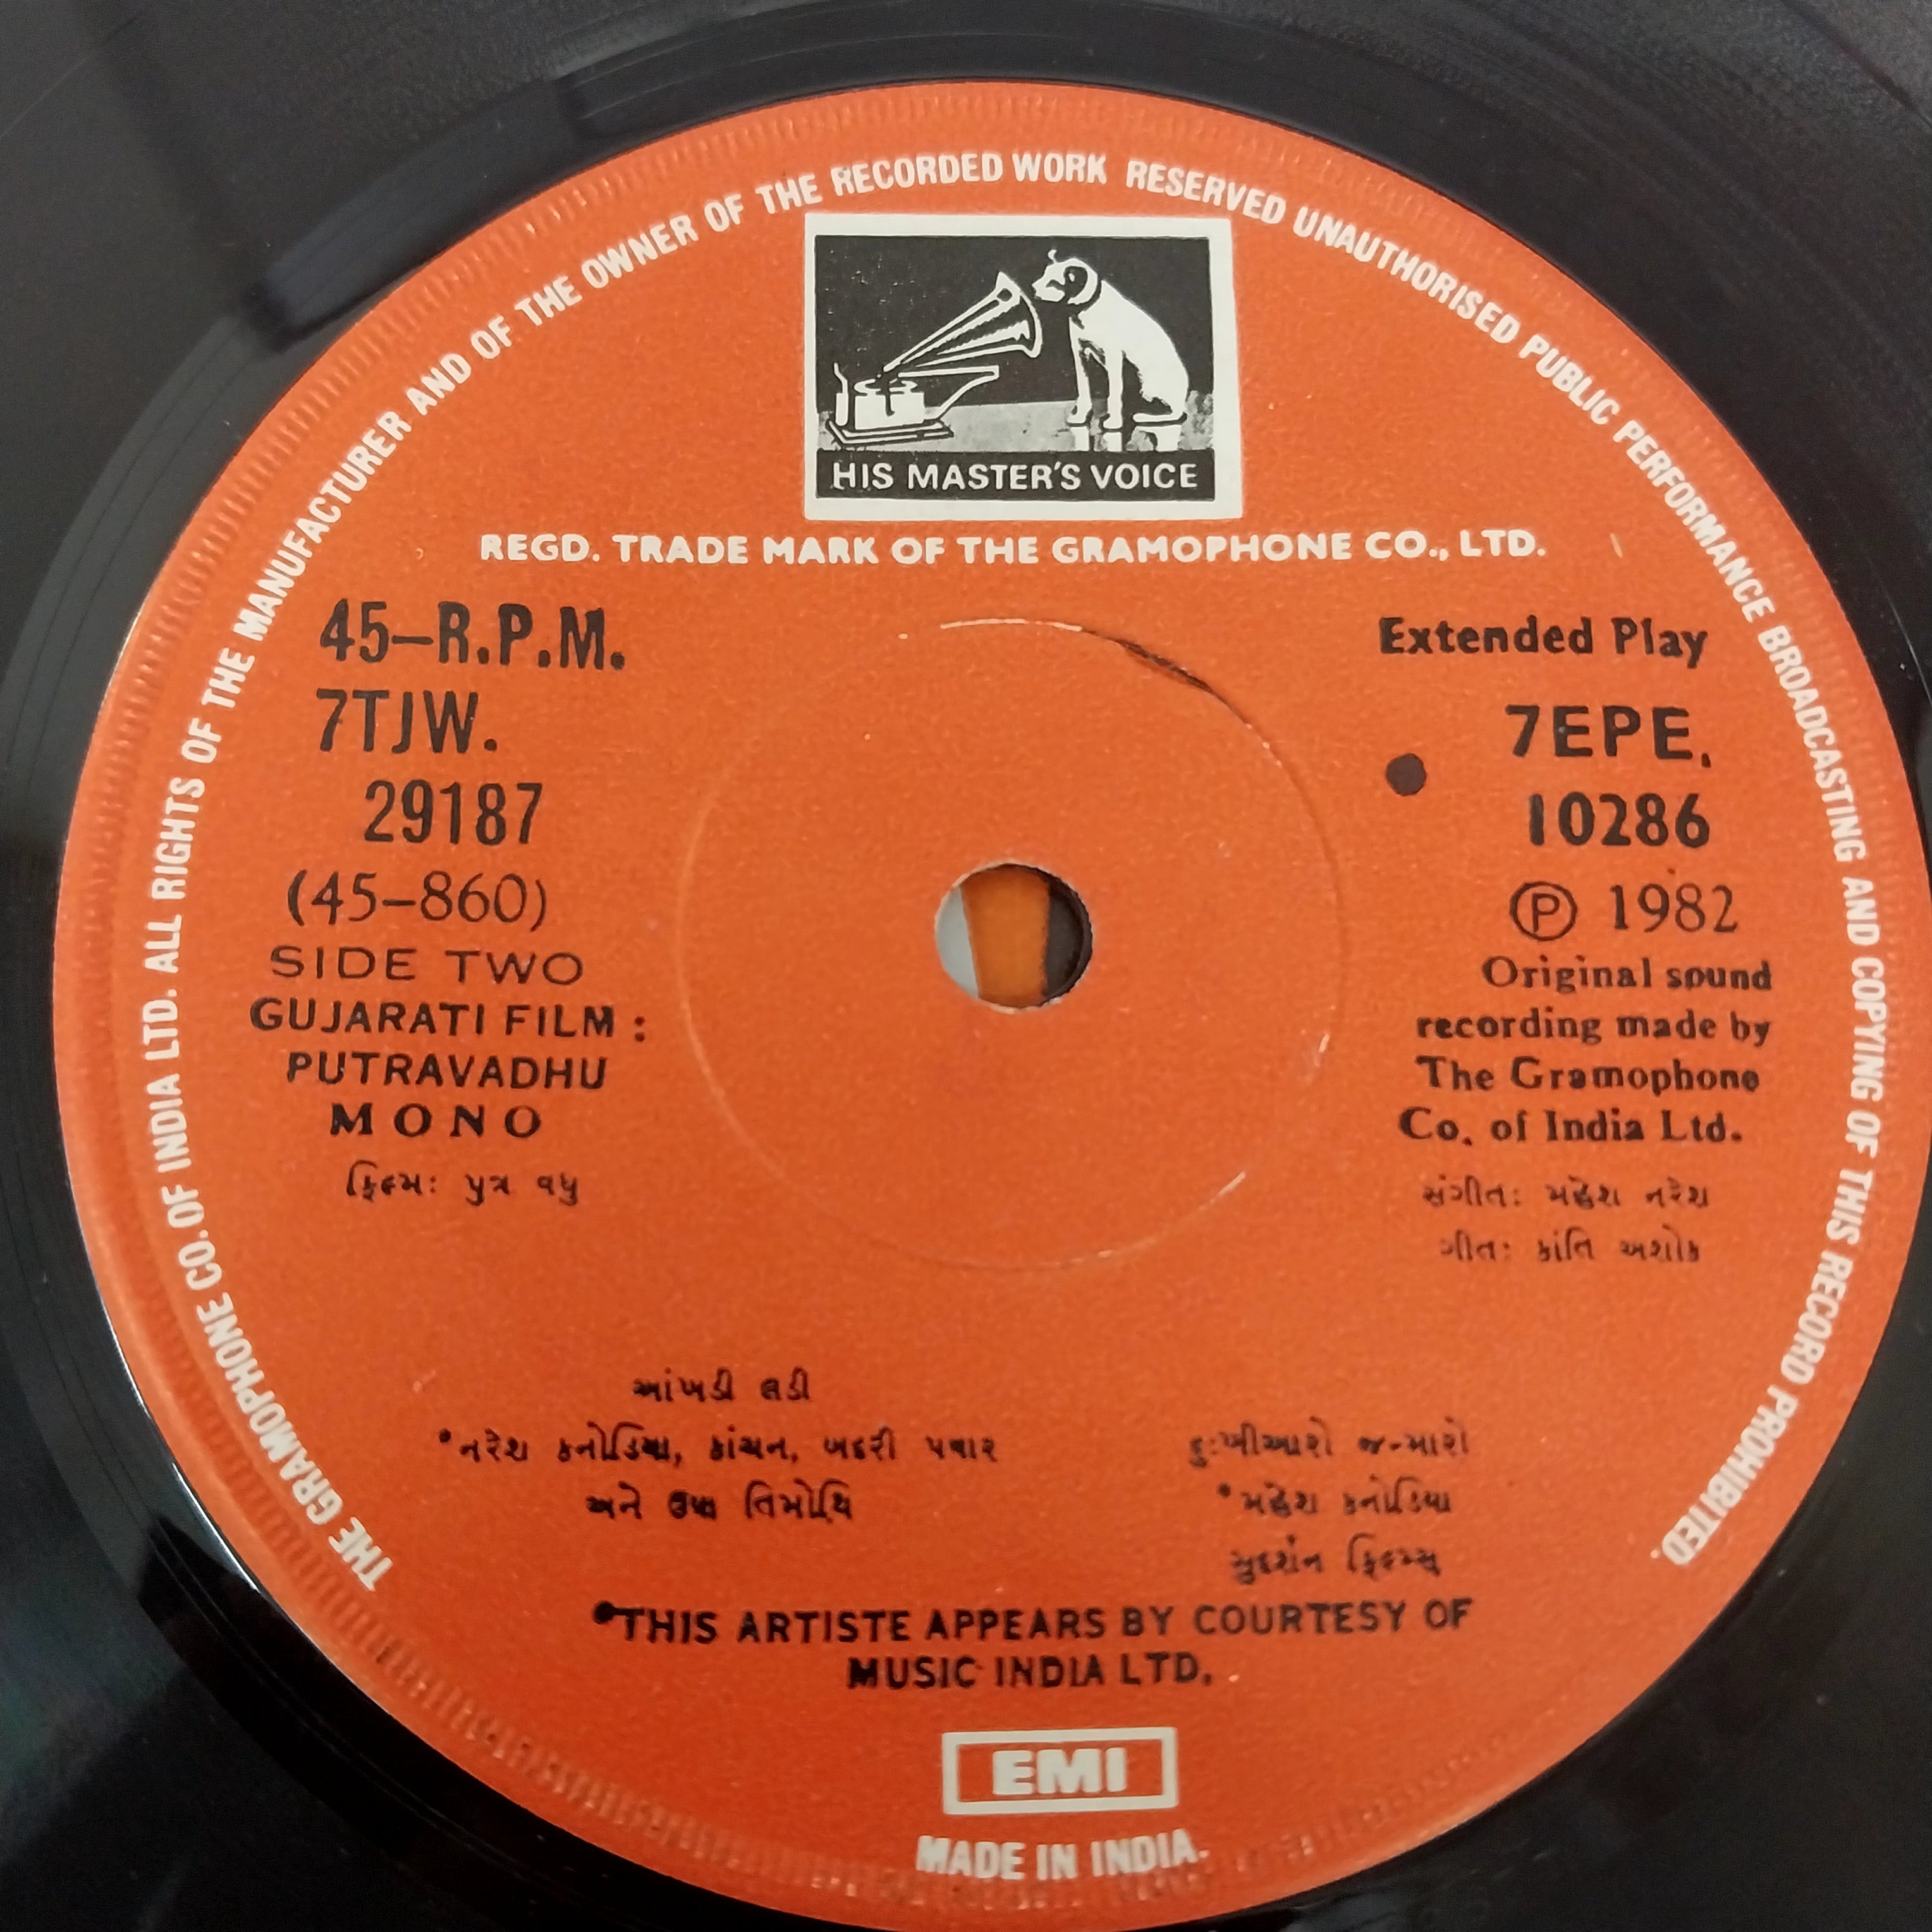 THE GRAMOPHONE CO. OF INDIA LTD. ALL RIGHTS OF THE MANUFACTURER AND OF THE OWNER OF THE RECORDED WORK RESERVED UNAUTHORISED PUBLIC PERFORMANCE BROADCASTING AND COPYING OF THIS RECORD PROHIBITED.
HIS MASTER'S VOICE
REGD. TRADE MARK OF THE GRAMOPHONE CO., LTD.
45-R.P.M.
7TJW.
29187
(45-860)
SIDE TWO
GUJARATI FILM :
PUTRAVADHU
MONO
ફિલ્મ: પુત્ર વધુ
Extended Play
7EPE.
10286
Ⓟ 1982
Original sound
recording made by
The Gramophone
Co. of India Ltd.
સંગીત: મહેશ નરેશ
ગીત: કાંતિ અશોક
આંખડી લડી
•નરેશ કનોડિયા, કાંચન, બદરી પવાર
અને ઉષા તિમોથિ
દુ:ખીઆરો જન્મારો
•મહેશ કનોડિયા
સુદર્શન ફિલ્મ્સ
•THIS ARTISTE APPEARS BY COURTESY OF
MUSIC INDIA LTD.
EMI
MADE IN INDIA.